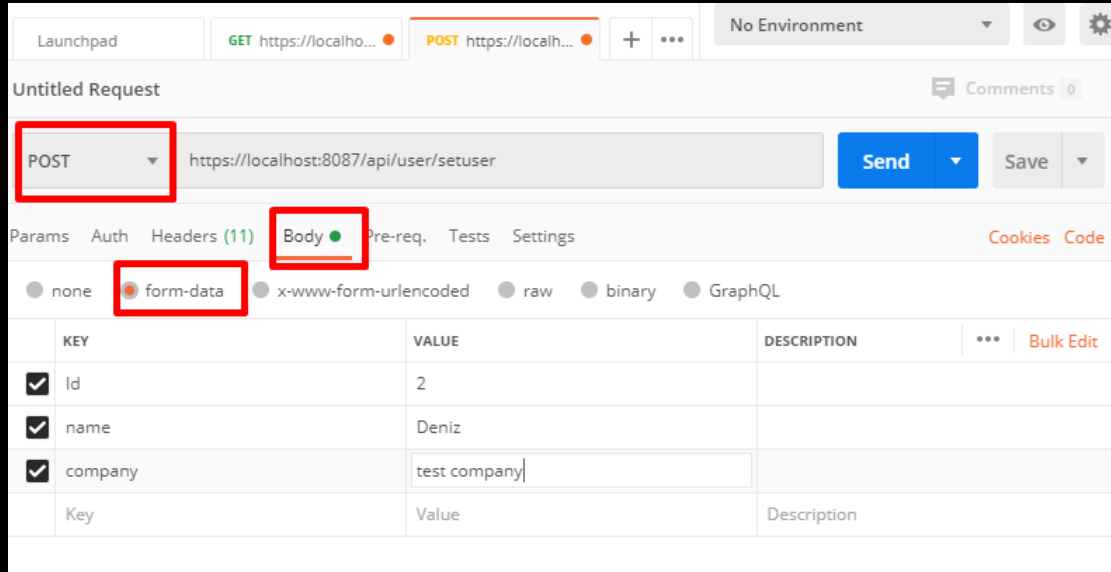 Launchpad GET https://localho... POST https://localh... + ••• No Environment
Untitled Request Comments 0
POST https://localhost:8087/api/user/setuser Send Save
Params Auth Headers (11) Body Pre-req. Tests Settings Cookies Code
none form-data x-www-form-urlencoded raw binary GraphQL
KEY VALUE DESCRIPTION ••• Bulk Edit
Id 2
name Deniz
company test company
Key Value Description